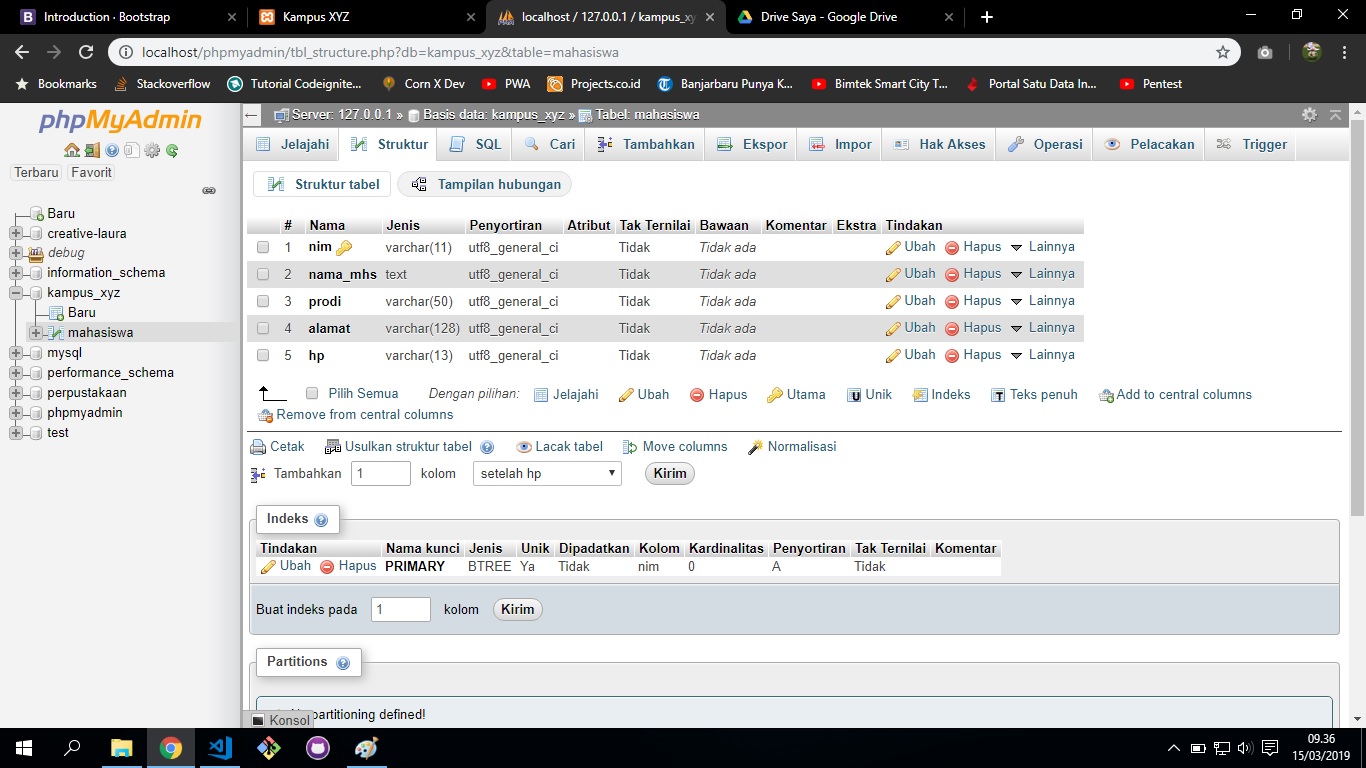 Introduction · Bootstrap
Kampus XYZ
localhost / 127.0.0.1 / kampus_xy
Drive Saya - Google Drive
localhost/phpmyadmin/tbl_structure.php?db=kampus_xyz&table=mahasiswa
Bookmarks Stackoverflow Tutorial Codeignite... Corn X Dev PWA Projects.co.id Banjarbaru Punya K... Bimtek Smart City T... Portal Satu Data In... Pentest
phpMyAdmin
Terbaru Favorit
Baru
creative-laura
debug
information_schema
kampus_xyz
Baru
mahasiswa
mysql
performance_schema
perpustakaan
phpmyadmin
test
Server: 127.0.0.1 » Basis data: kampus_xyz » Tabel: mahasiswa
Jelajahi Struktur SQL Cari Tambahkan Ekspor Impor Hak Akses Operasi Pelacakan Trigger
Struktur tabel Tampilan hubungan
# Nama Jenis Penyortiran Atribut Tak Ternilai Bawaan Komentar Ekstra Tindakan
1 nim varchar(11) utf8_general_ci Tidak Tidak ada Ubah Hapus Lainnya
2 nama_mhs text utf8_general_ci Tidak Tidak ada Ubah Hapus Lainnya
3 prodi varchar(50) utf8_general_ci Tidak Tidak ada Ubah Hapus Lainnya
4 alamat varchar(128) utf8_general_ci Tidak Tidak ada Ubah Hapus Lainnya
5 hp varchar(13) utf8_general_ci Tidak Tidak ada Ubah Hapus Lainnya
Pilih Semua Dengan pilihan: Jelajahi Ubah Hapus Utama Unik Indeks Teks penuh Add to central columns
Remove from central columns
Cetak Usulkan struktur tabel Lacak tabel Move columns Normalisasi
Tambahkan 1 kolom setelah hp Kirim
Indeks
Tindakan Nama kunci Jenis Unik Dipadatkan Kolom Kardinalitas Penyortiran Tak Ternilai Komentar
Ubah Hapus PRIMARY BTREE Ya Tidak nim 0 A Tidak
Buat indeks pada 1 kolom Kirim
Partitions
partitioning defined!
Konsol
09.36
15/03/2019